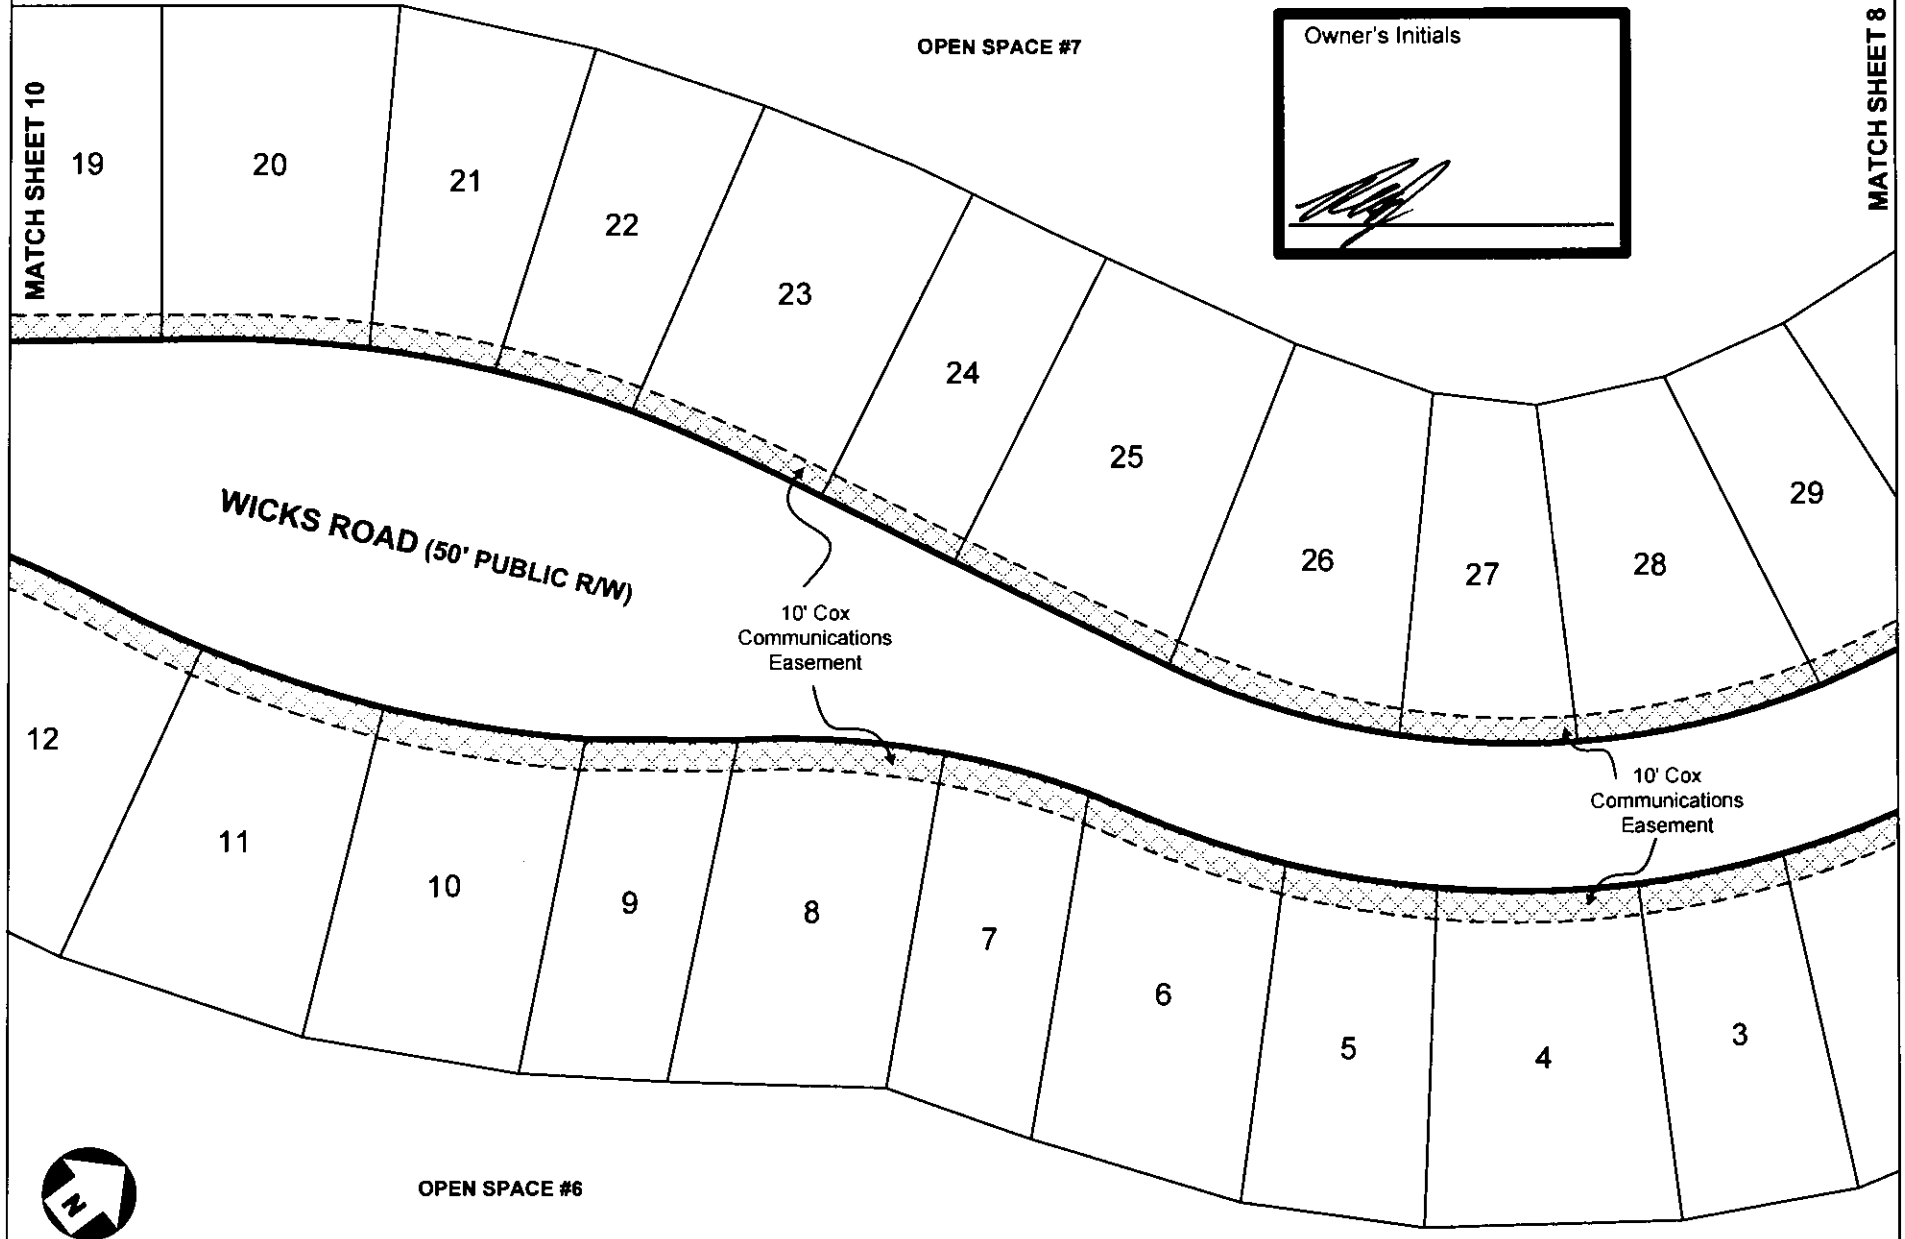 OPEN SPACE #7
Owner's Initials
MATCH SHEET 8
MATCH SHEET 10
19
20
21
22
23
24
25
26
27
28
29
WICKS ROAD (50' PUBLIC R/W)
10' Cox
Communications
Easement
10' Cox
Communications
Easement
12
11
10
9
8
7
6
5
4
3
N
OPEN SPACE #6